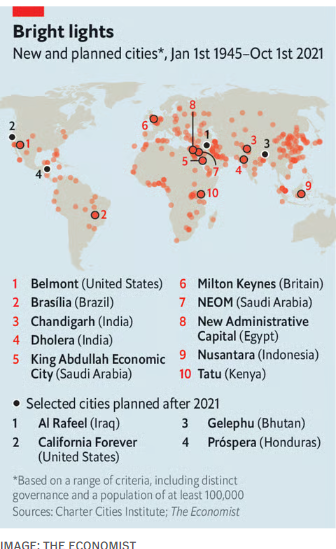 Bright lights
New and planned cities*, Jan 1st 1945–Oct 1st 2021
8
2
1
6
1
3
3
4
5
4
7
10
9
2
1 Belmont (United States)
2 Brasília (Brazil)
3 Chandigarh (India)
4 Dholera (India)
5 King Abdullah Economic
City (Saudi Arabia)
6 Milton Keynes (Britain)
7 NEOM (Saudi Arabia)
8 New Administrative
Capital (Egypt)
9 Nusantara (Indonesia)
10 Tatu (Kenya)
• Selected cities planned after 2021
1 Al Rafeel (Iraq)
2 California Forever
(United States)
3 Gelephu (Bhutan)
4 Próspera (Honduras)
*Based on a range of criteria, including distinct
governance and a population of at least 100,000
Sources: Charter Cities Institute; The Economist
IMAGE: THE ECONOMIST